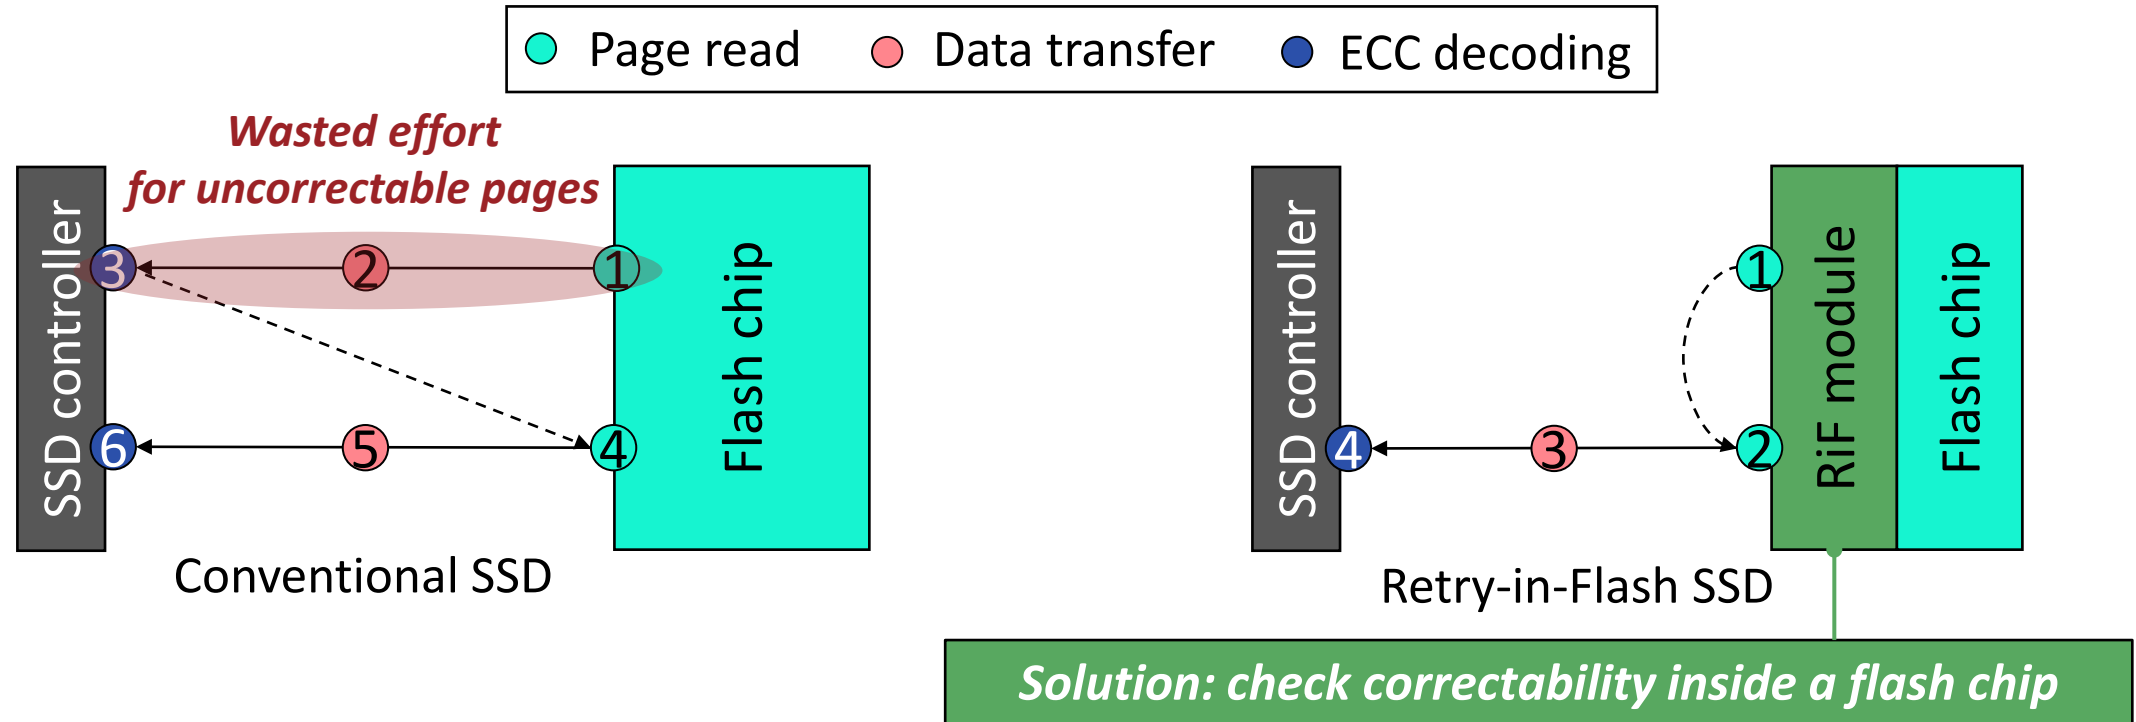 Page read
Data transfer
ECC decoding
Wasted effort
for uncorrectable pages
SSD controller
3
2
1
6
5
4
Flash chip
Conventional SSD
SSD controller
1
4
3
2
RiF module
Flash chip
Retry-in-Flash SSD
Solution: check correctability inside a flash chip